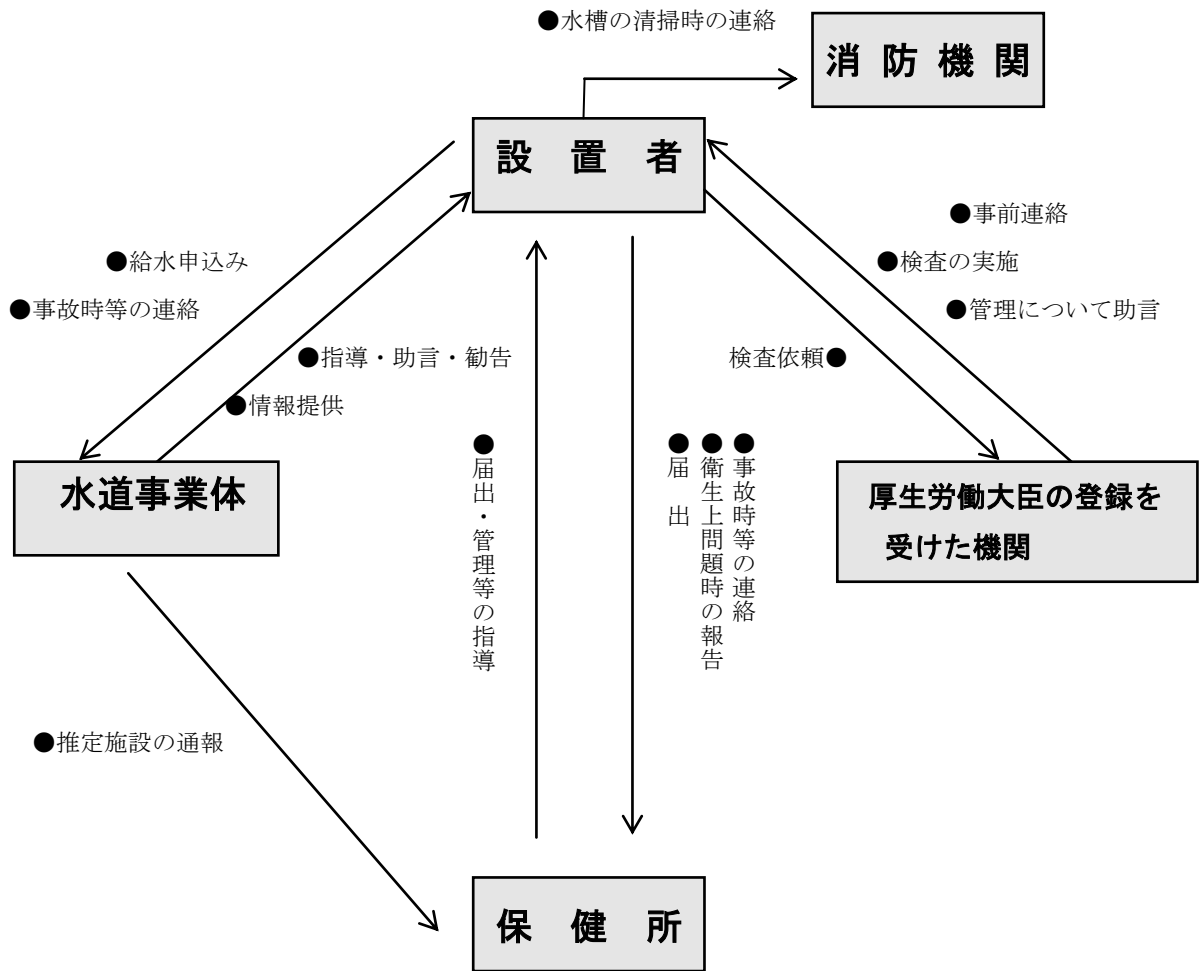 ●水槽の清掃時の連絡
消防機関
設置者
●事前連絡
●給水申込み
●検査の実施
●事故時等の連絡
●管理について助言
●指導・助言・勧告
検査依頼●
●情報提供
水道事業体
厚生労働大臣の登録を
受けた機関
●届出・管理等の指導
●事故時等の連絡
●衛生上問題時の報告
●届出
●推定施設の通報
保健所